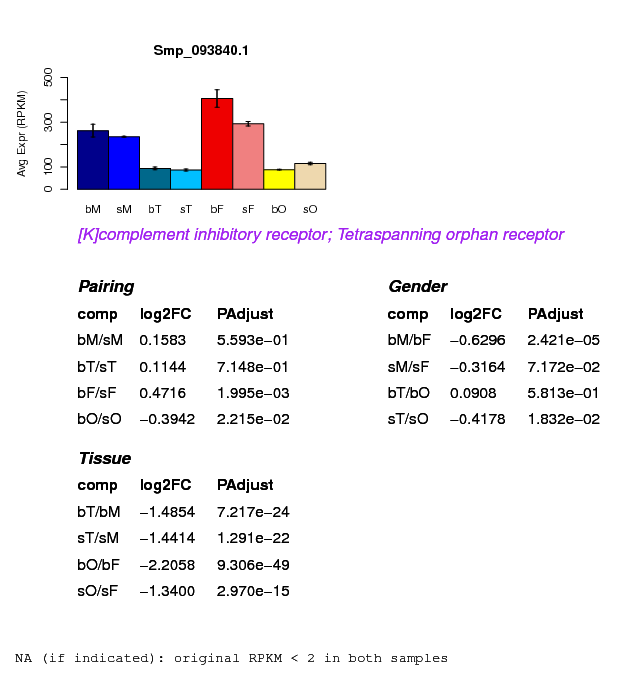 Smp_093840.1
Avg Expr (RPKM)
500
300
100
0
bM sM bT sT bF sF bO sO
[K]complement inhibitory receptor; Tetraspanning orphan receptor
Pairing
comp log2FC PAdjust
bM/sM 0.1583 5.593e−01
bT/sT 0.1144 7.148e−01
bF/sF 0.4716 1.995e−03
bO/sO −0.3942 2.215e−02
Gender
comp log2FC PAdjust
bM/bF −0.6296 2.421e−05
sM/sF −0.3164 7.172e−02
bT/bO 0.0908 5.813e−01
sT/sO −0.4178 1.832e−02
Tissue
comp log2FC PAdjust
bT/bM −1.4854 7.217e−24
sT/sM −1.4414 1.291e−22
bO/bF −2.2058 9.306e−49
sO/sF −1.3400 2.970e−15
NA (if indicated): original RPKM < 2 in both samples